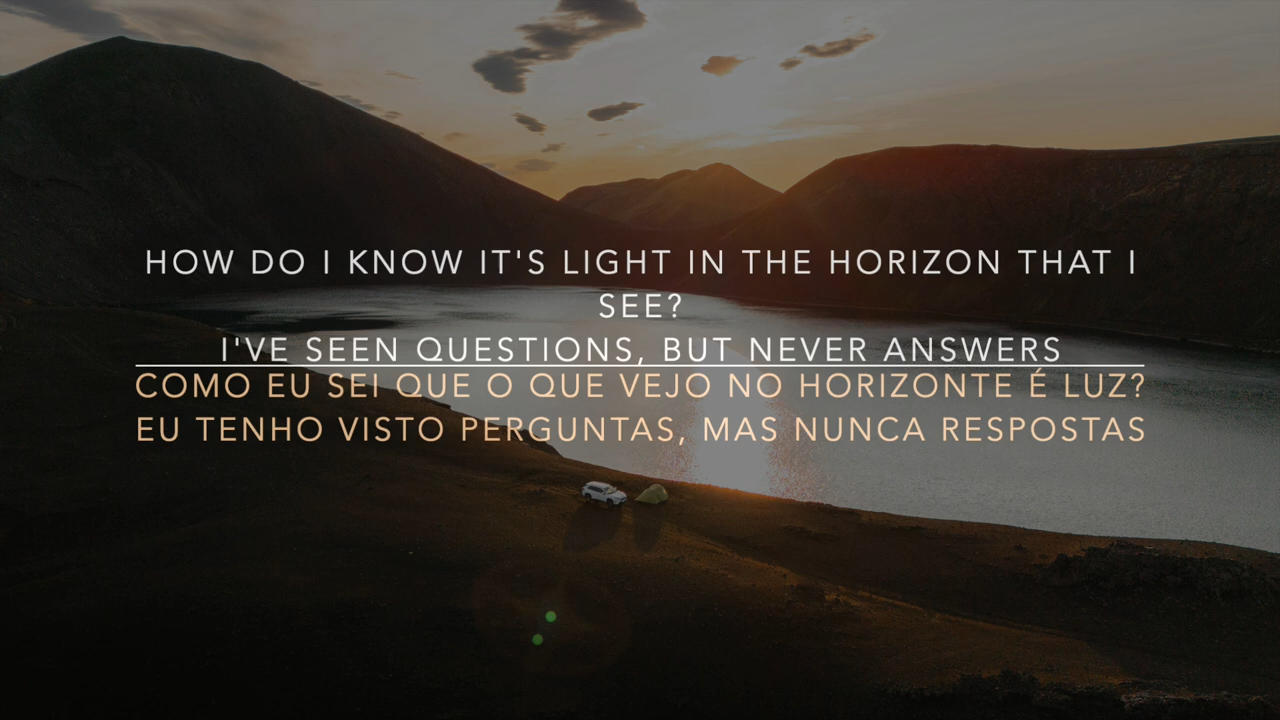 HOW DO I KNOW IT'S LIGHT IN THE HORIZON THAT I
SEE?
I'VE SEEN QUESTIONS, BUT NEVER ANSWERS
COMO EU SEI QUE O QUE VEJO NO HORIZONTE É LUZ?
EU TENHO VISTO PERGUNTAS, MAS NUNCA RESPOSTAS